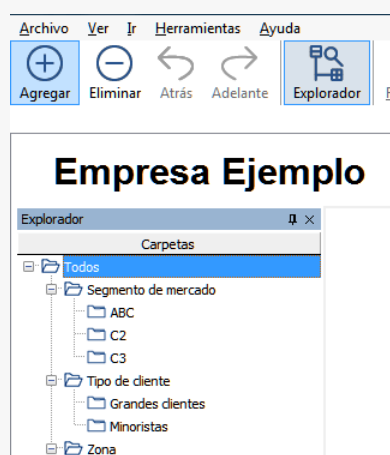 Archivo Ver Ir Herramientas Ayuda
Agregar Eliminar Atrás Adelante Explorador
Empresa Ejemplo
Explorador
Carpetas
Todos
Segmento de mercado
ABC
C2
C3
Tipo de cliente
Grandes clientes
Minoristas
Zona